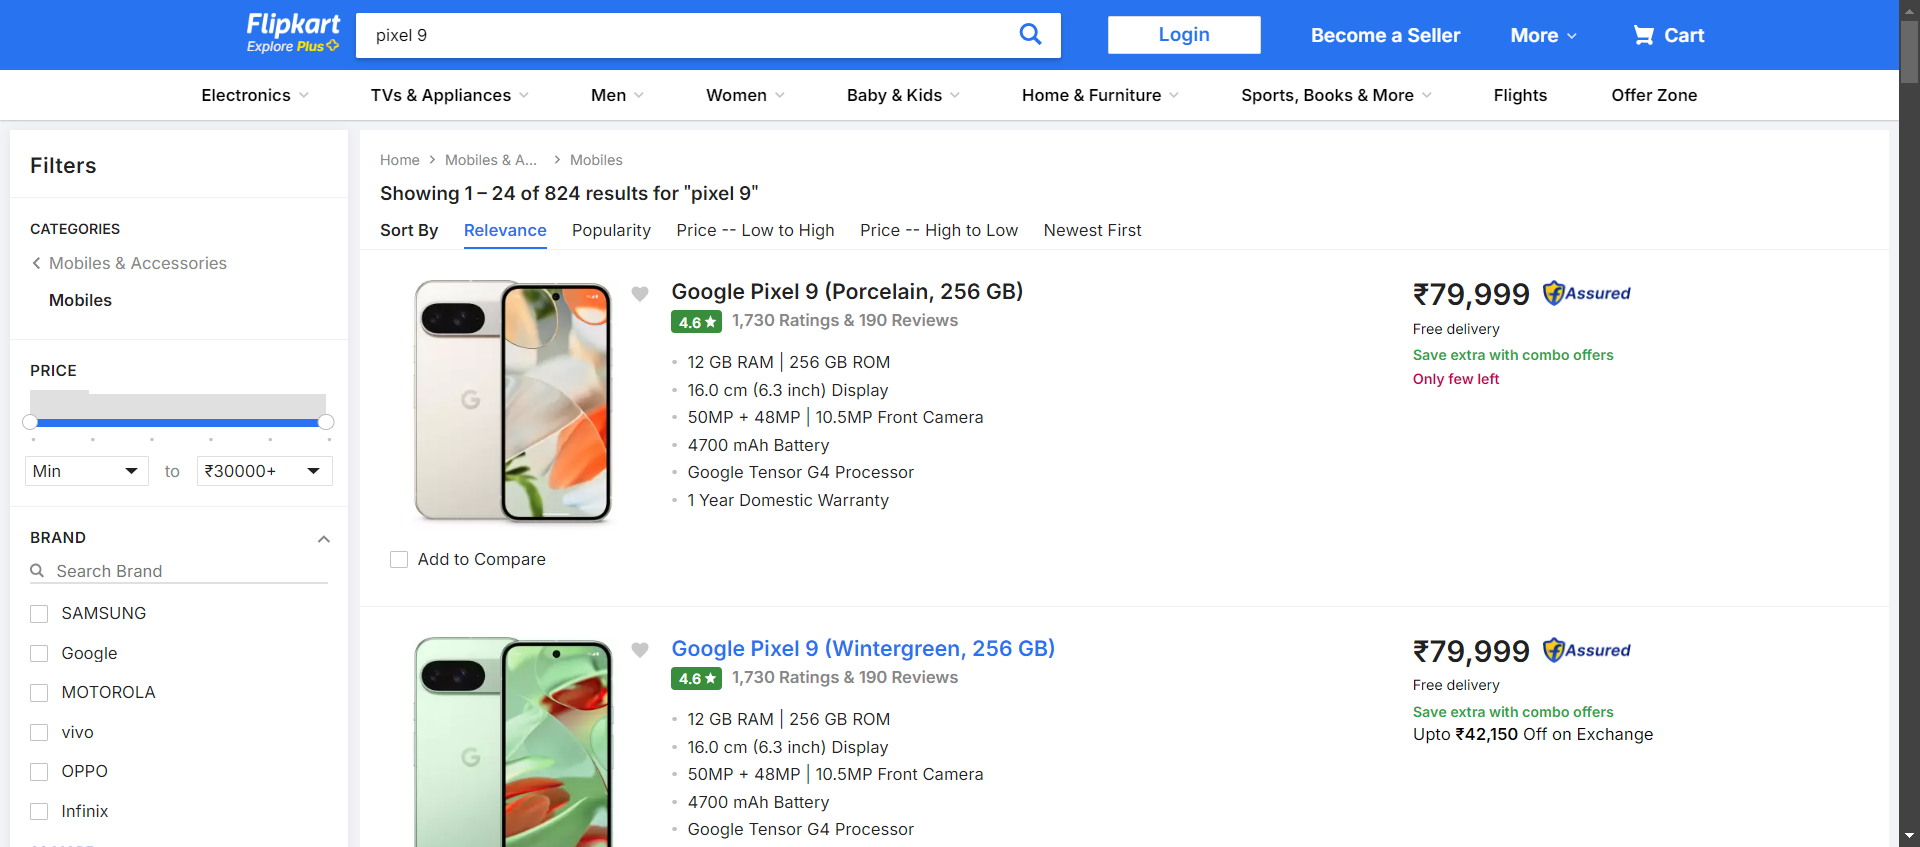 Flipkart
Explore Plus
pixel 9
Login
Become a Seller
More
Cart
Electronics
TVs & Appliances
Men
Women
Baby & Kids
Home & Furniture
Sports, Books & More
Flights
Offer Zone
Filters
CATEGORIES
Mobiles & Accessories
Mobiles
PRICE
Min
to
₹30000+
BRAND
Search Brand
SAMSUNG
Google
MOTOROLA
vivo
OPPO
Infinix
Home
Mobiles & A...
Mobiles
Showing 1 – 24 of 824 results for "pixel 9"
Sort By
Relevance
Popularity
Price -- Low to High
Price -- High to Low
Newest First
Google Pixel 9 (Porcelain, 256 GB)
4.6★ 1,730 Ratings & 190 Reviews
12 GB RAM | 256 GB ROM
16.0 cm (6.3 inch) Display
50MP + 48MP | 10.5MP Front Camera
4700 mAh Battery
Google Tensor G4 Processor
1 Year Domestic Warranty
₹79,999
Assured
Free delivery
Save extra with combo offers
Only few left
Add to Compare
Google Pixel 9 (Wintergreen, 256 GB)
4.6★ 1,730 Ratings & 190 Reviews
12 GB RAM | 256 GB ROM
16.0 cm (6.3 inch) Display
50MP + 48MP | 10.5MP Front Camera
4700 mAh Battery
Google Tensor G4 Processor
₹79,999
Assured
Free delivery
Save extra with combo offers
Upto ₹42,150 Off on Exchange